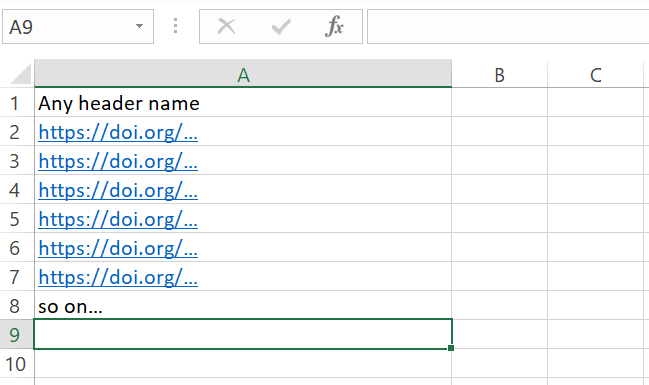 A9 fx
A B C
1 Any header name
2 https://doi.org/...
3 https://doi.org/...
4 https://doi.org/...
5 https://doi.org/...
6 https://doi.org/...
7 https://doi.org/...
8 so on...
9
10